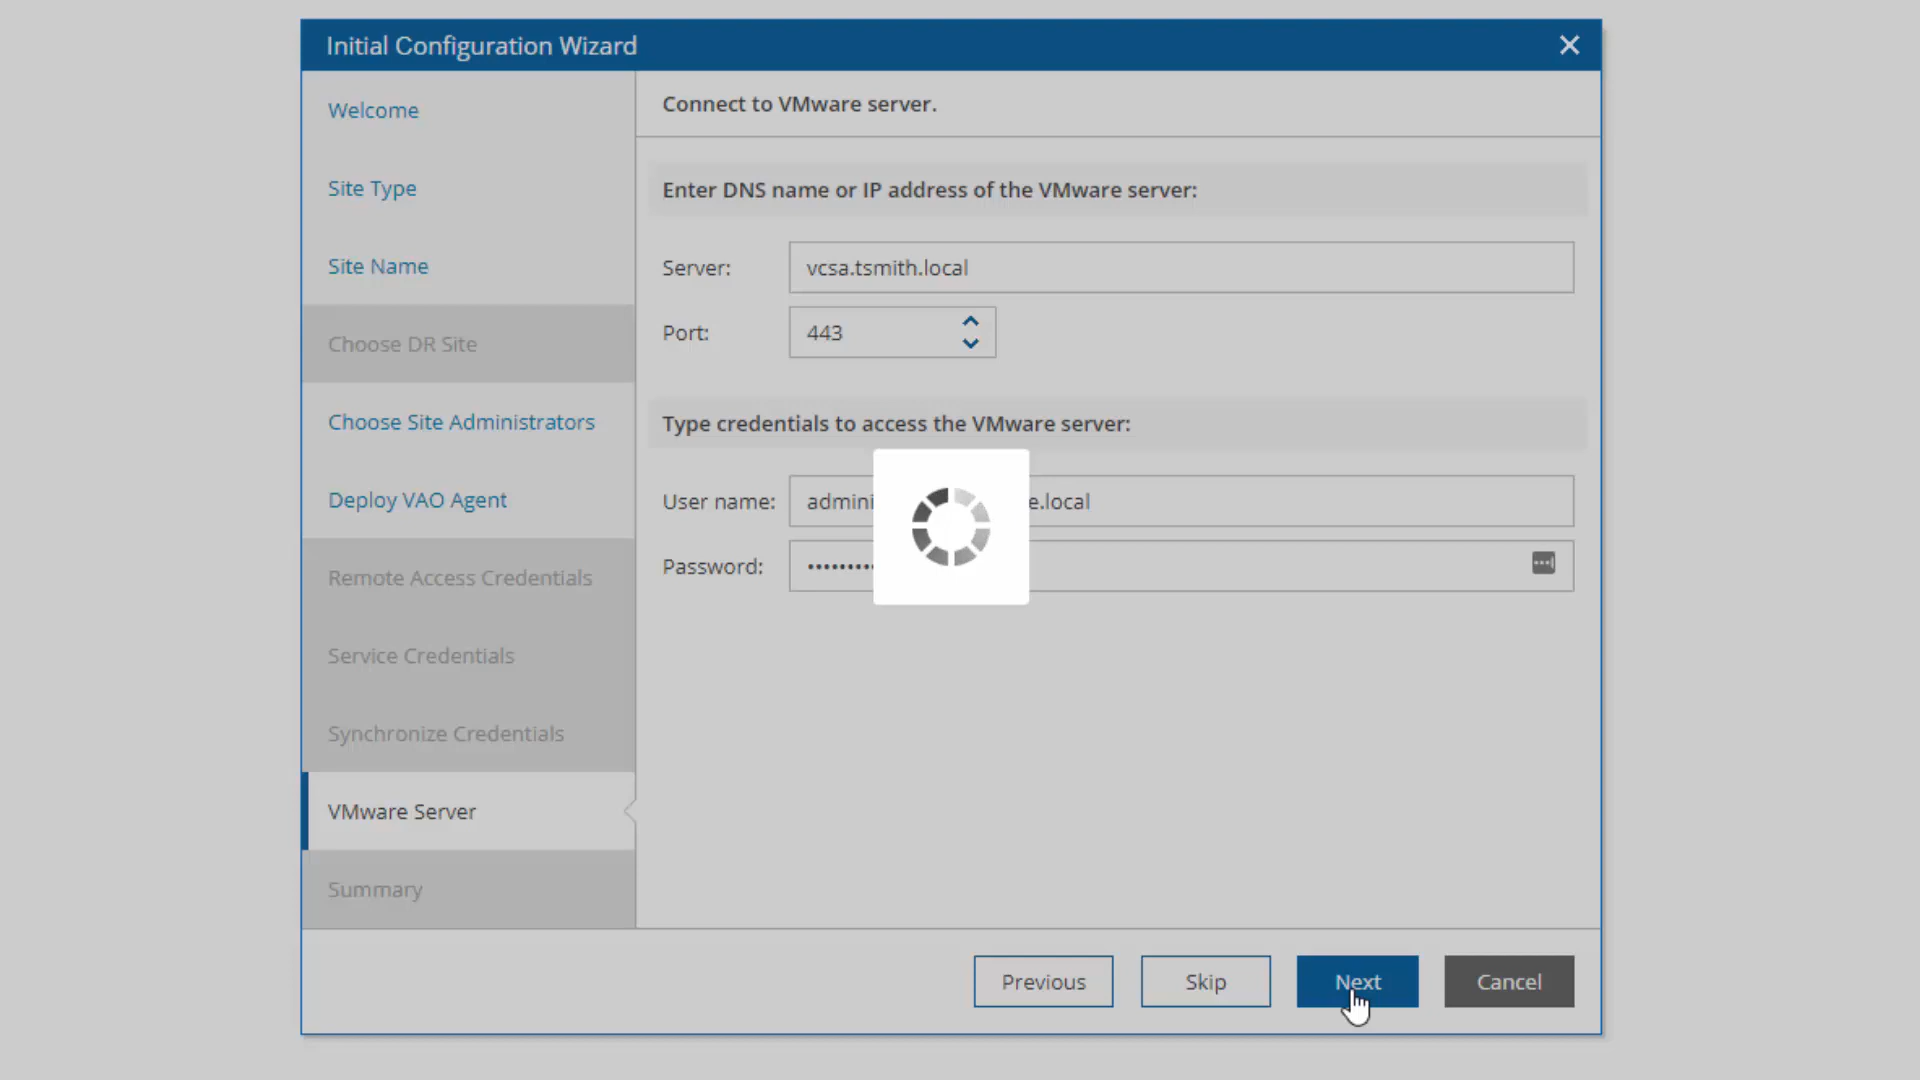 Initial Configuration Wizard
Welcome
Site Type
Site Name
Choose DR Site
Choose Site Administrators
Deploy VAO Agent
Remote Access Credentials
Service Credentials
Synchronize Credentials
VMware Server
Summary
Connect to VMware server.
Enter DNS name or IP address of the VMware server:
Server: vcsa.tsmith.local
Port: 443
Type credentials to access the VMware server:
User name: .local
Password: •••••••••
Previous Skip Next Cancel